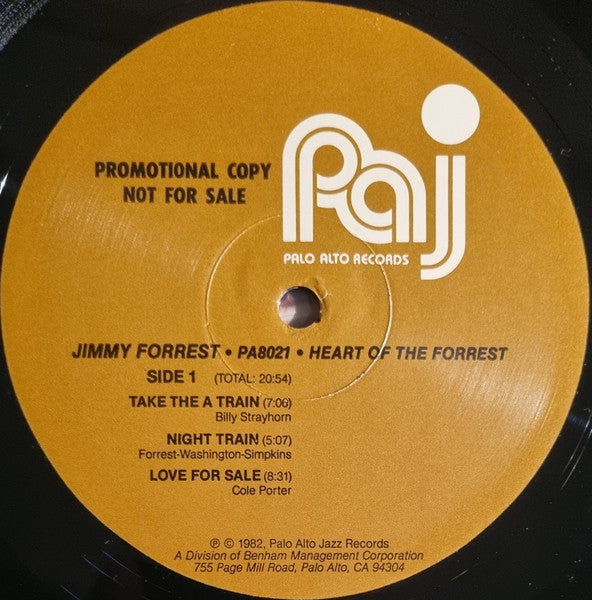 PROMOTIONAL COPY
NOT FOR SALE
Paj
PALO ALTO RECORDS
JIMMY FORREST • PA8021 • HEART OF THE FORREST
SIDE 1 (TOTAL: 20:54)
TAKE THE A TRAIN (7:06)
Billy Strayhorn
NIGHT TRAIN (5:07)
Forrest-Washington-Simpkins
LOVE FOR SALE (8:31)
Cole Porter
℗ © 1982, Palo Alto Jazz Records
A Division of Benham Management Corporation
755 Page Mill Road, Palo Alto, CA 94304